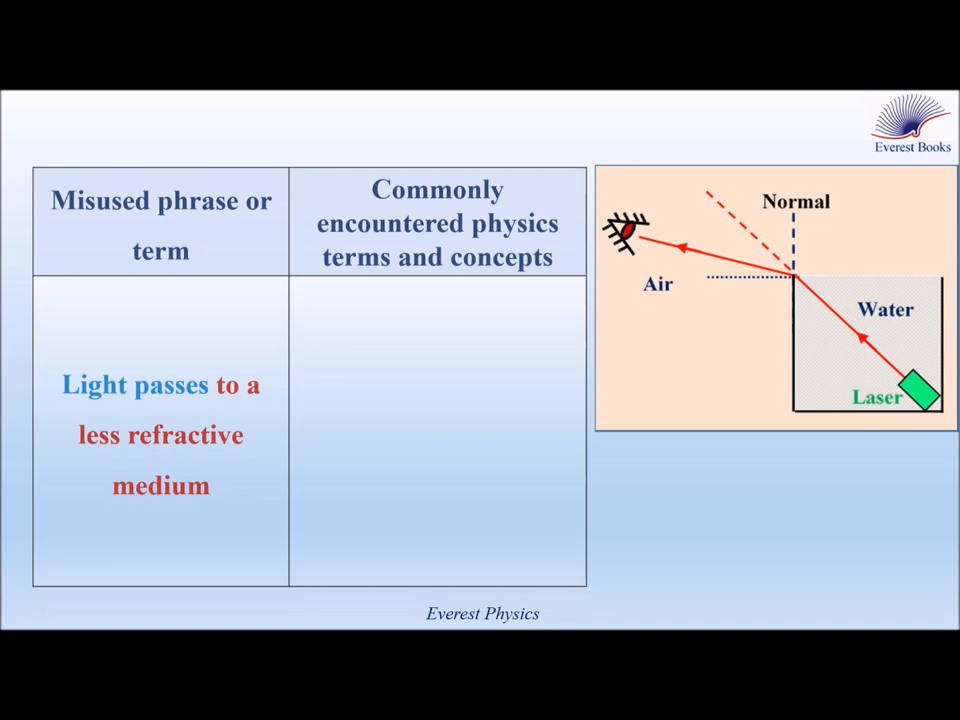 Everest Books
Misused phrase or
term
Commonly
encountered physics
terms and concepts
Light passes to a
less refractive
medium
Normal
Air
Water
Laser
Everest Physics